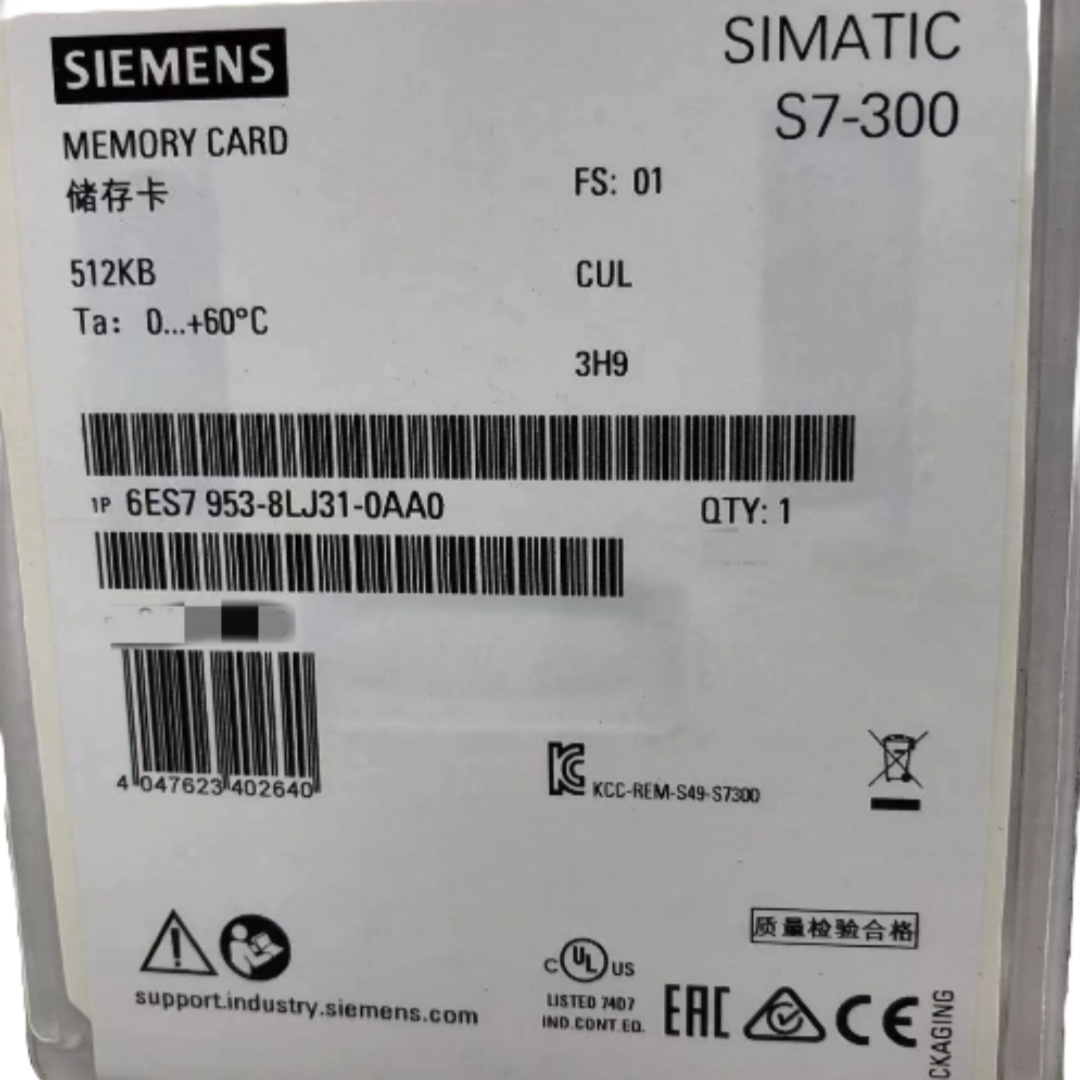 SIEMENS
SIMATIC
S7-300
MEMORY CARD
储存卡
FS: 01
512KB
CUL
Ta: 0...+60°C
3H9
1P 6ES7 953-8LJ31-0AA0
QTY: 1
4 047623 402640
KCC-REM-S49-S7300
质量检验合格
support.industry.siemens.com
C UL US
LISTED 74D7
IND.CONT.EQ.
EAC
CE
CKAGING